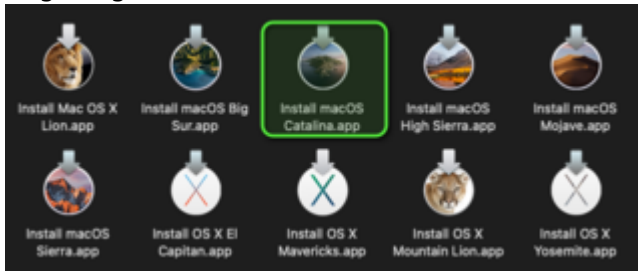 Install Mac OS X
Lion.app
Install macOS Big
Sur.app
Install macOS
Catalina.app
Install macOS
High Sierra.app
Install macOS
Mojave.app
Install macOS
Sierra.app
Install OS X El
Capitan.app
Install OS X
Mavericks.app
Install OS X
Mountain Lion.app
Install OS X
Yosemite.app